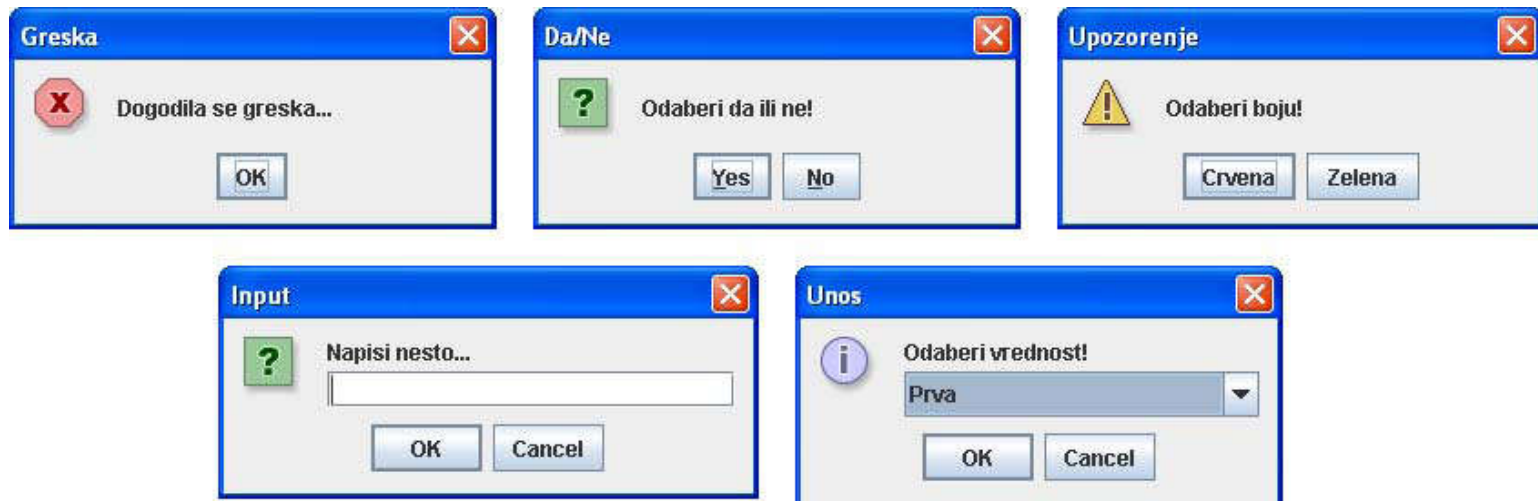 Greska
Dogodila se greska...
OK
Da/Ne
Odaberi da ili ne!
Yes No
Upozorenje
Odaberi boju!
Crvena Zelena
Input
Napisi nesto...
OK Cancel
Unos
Odaberi vrednost!
Prva
OK Cancel